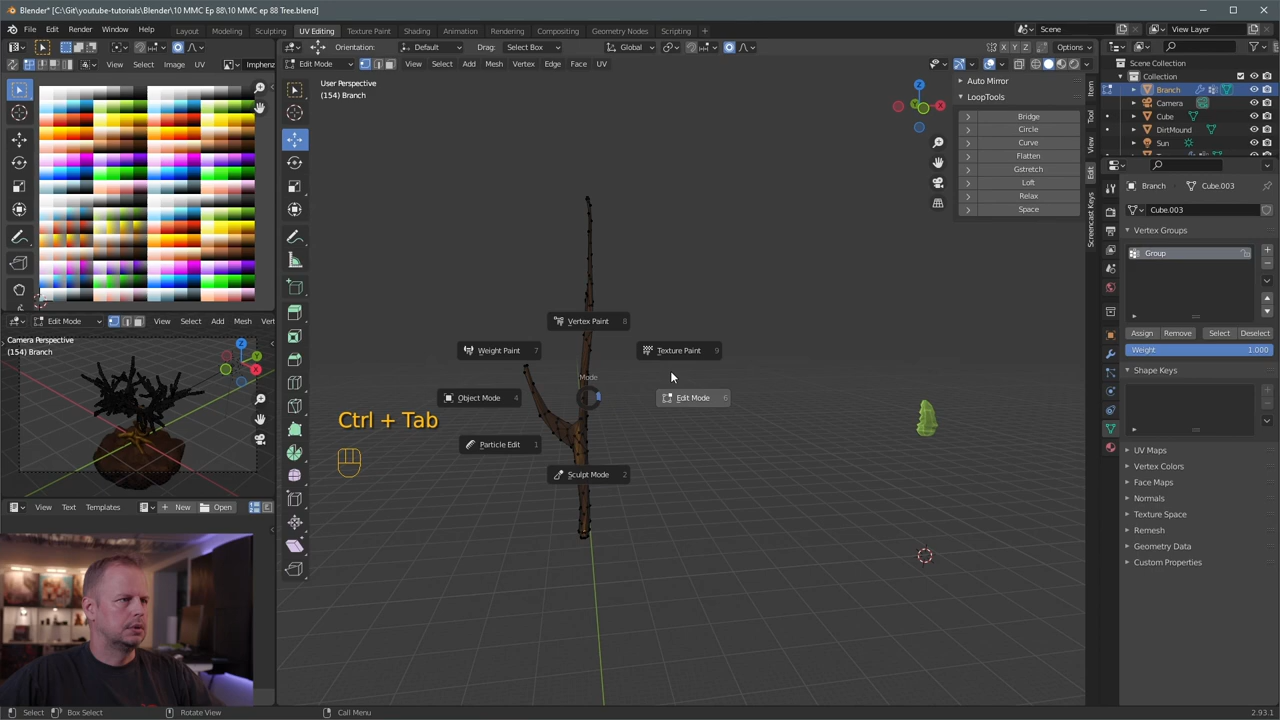 Blender* [C:\Git\youtube-tutorials\Blender\10 MMC Ep 88\10 MMC ep 88 Tree.blend]
File Edit Render Window Help Layout Modeling Sculpting UV Editing Texture Paint Shading Animation Rendering Compositing Geometry Nodes Scripting + Scene View Layer
Orientation: Default Drag: Select Box Global X Y Z Options
View Select Image UV Edit Mode View Select Add Mesh Vertex Edge Face UV
User Perspective
(154) Branch
Auto Mirror
LoopTools
Bridge
Circle
Curve
Flatten
Gstretch
Loft
Relax
Space
Item
Tool
View
Edit
Screencast Keys
Scene Collection
Collection
Branch
Camera
Cube
DirtMound
Sun
Branch Cube.003
Cube.003
Vertex Groups
Group
Assign Remove Select Deselect
Weight 1.000
Shape Keys
UV Maps
Vertex Colors
Face Maps
Normals
Texture Space
Remesh
Geometry Data
Custom Properties
Vertex Paint 8
Weight Paint 7
Texture Paint 9
Mode
Object Mode 4
Edit Mode 6
Particle Edit 1
Sculpt Mode 2
Ctrl + Tab
Edit Mode View Select Add Mesh
Camera Perspective
(154) Branch
View Text Templates New Open
Select Box Select Rotate View Call Menu 2.93.1